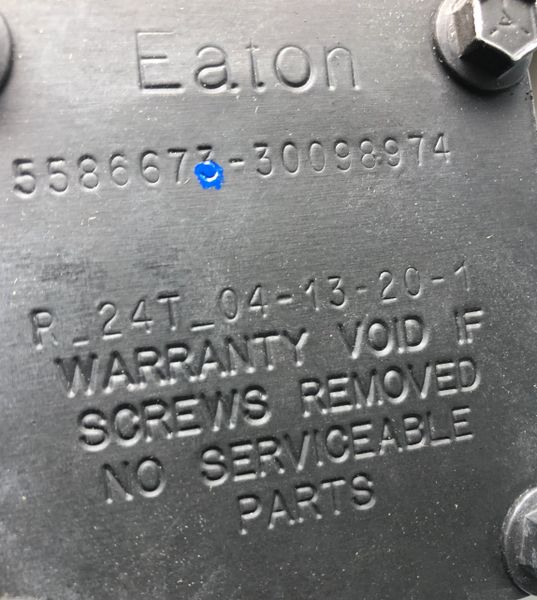 Eaton
5586673-30098974
R_24T_04-13-20-1
WARRANTY VOID IF
SCREWS REMOVED
NO SERVICEABLE
PARTS